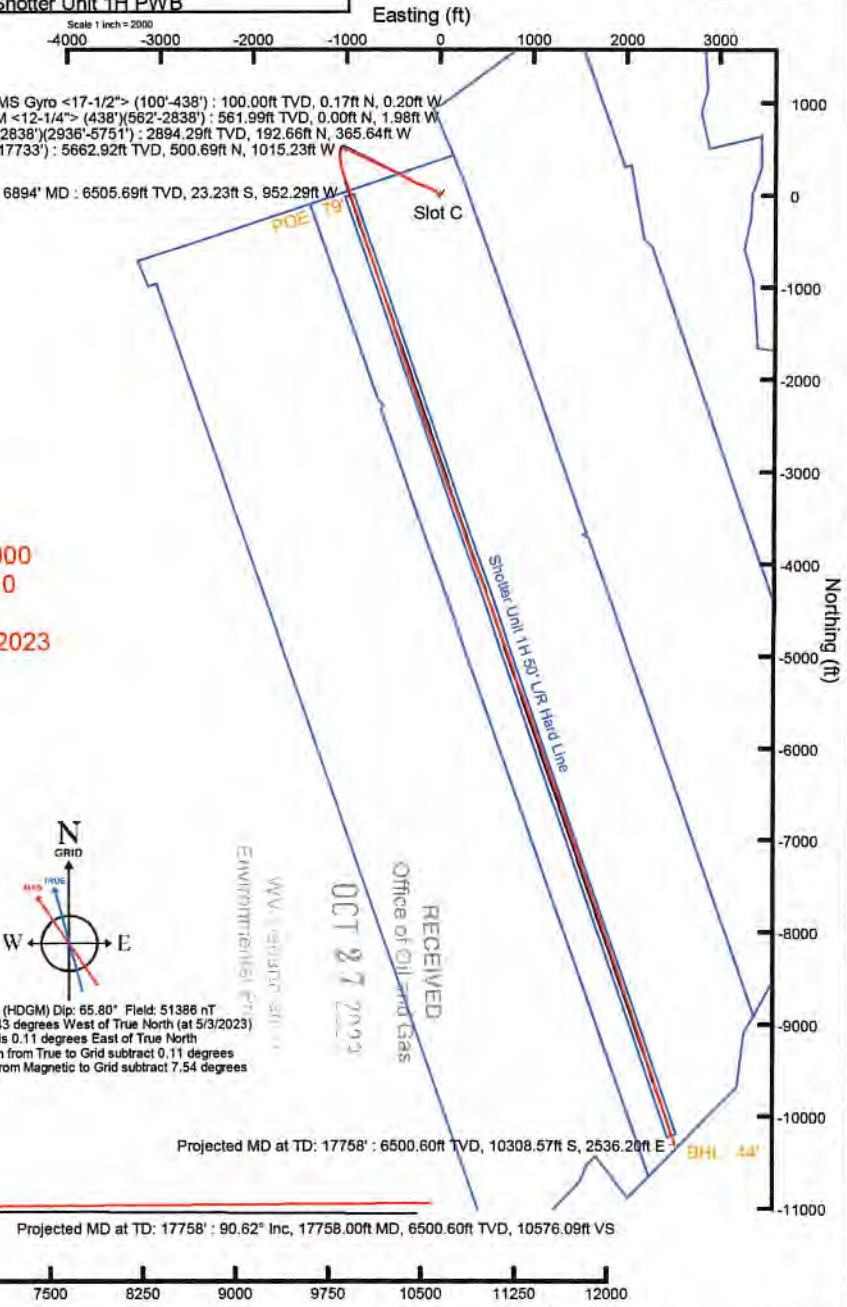 Shotter Unit 1H PWB
Scale 1 inch = 2000
Easting (ft)
-4000 -3000 -2000 -1000 0 1000 2000 3000
MS Gyro <17-1/2"> (100'-438') : 100.00ft TVD, 0.17ft N, 0.20ft W
<12-1/4"> (438')(562'-2838') : 561.99ft TVD, 0.00ft N, 1.98ft W
2838')(2936'-5751') : 2894.29ft TVD, 192.66ft N, 365.64ft W
17733') : 5662.92ft TVD, 500.69ft N, 1015.23ft W
6894' MD : 6505.69ft TVD, 23.23ft S, 952.29ft W
Slot C
POE 79'
1000
0
-1000
-2000
-3000
-4000
-5000
-6000
-7000
-8000
-9000
-10000
-11000
Northing (ft)
Shotter Unit 1H 50' L/R Hard Line
2023
N
GRID
MAG TRUE
W E
(HDGM) Dip: 65.80° Field: 51386 nT
degrees West of True North (at 5/3/2023)
is 0.11 degrees East of True North
from True to Grid subtract 0.11 degrees
from Magnetic to Grid subtract 7.54 degrees
RECEIVED
Office of Oil and Gas
OCT 27
WV
Environmental
Projected MD at TD: 17758' : 6500.60ft TVD, 10308.57ft S, 2536.20ft E
BHL 44'
Projected MD at TD: 17758' : 90.62° Inc, 17758.00ft MD, 6500.60ft TVD, 10576.09ft VS
7500 8250 9000 9750 10500 11250 12000